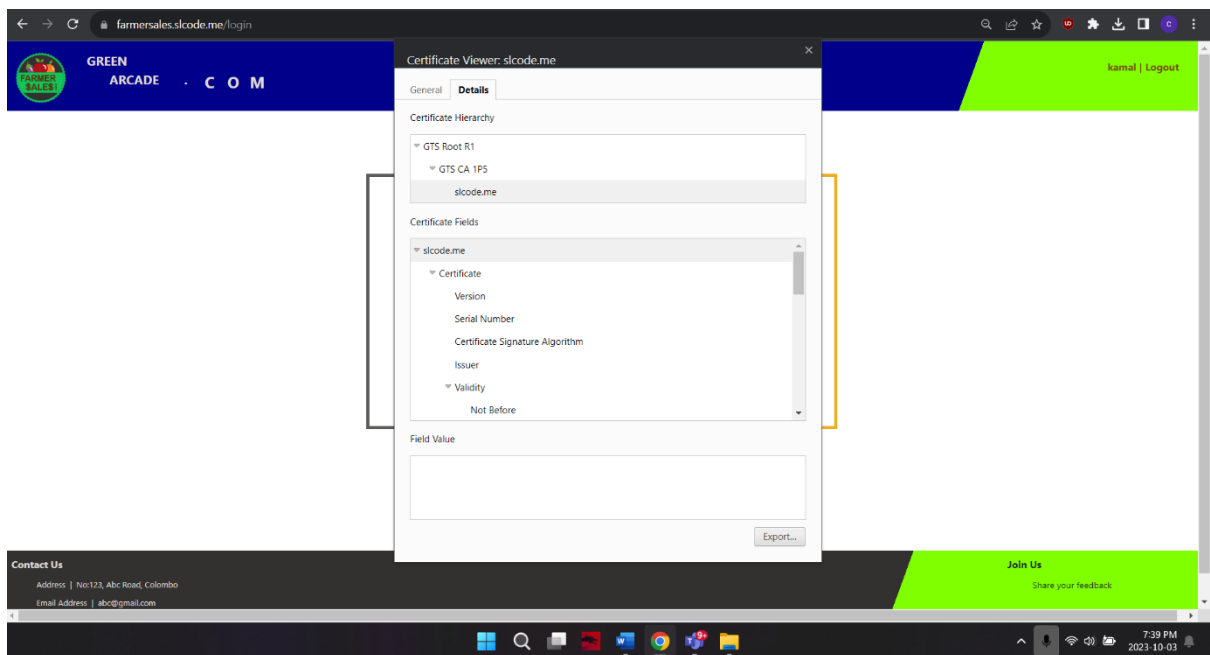 farmersales.slcode.me/login
GREEN
ARCADE . C O M
FARMER
SALES!
kamal | Logout
Certificate Viewer: slcode.me
General Details
Certificate Hierarchy
GTS Root R1
GTS CA 1P5
slcode.me
Certificate Fields
slcode.me
Certificate
Version
Serial Number
Certificate Signature Algorithm
Issuer
Validity
Not Before
Field Value
Export...
Contact Us
Address | No:123, Abc Road, Colombo
Email Address | abc@gmail.com
Join Us
Share your feedback
9+
7:39 PM
2023-10-03